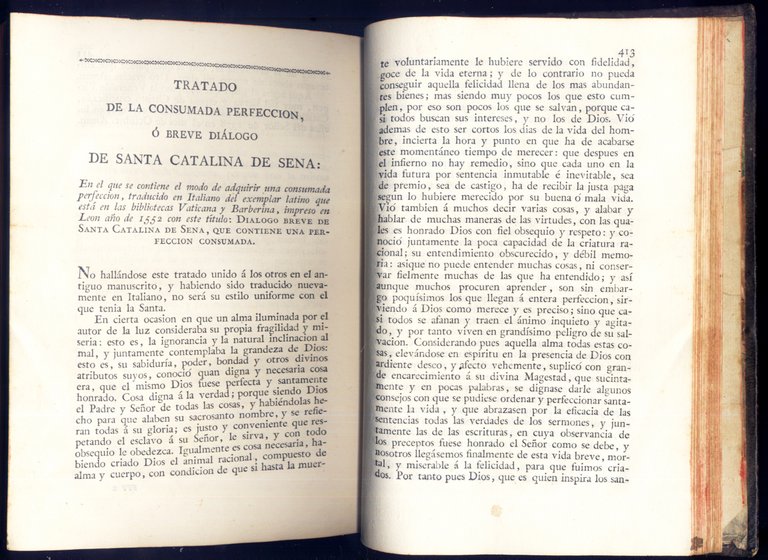 TRATADO
DE LA CONSUMADA PERFECCION,
Ó BREVE DIÁLOGO
DE SANTA CATALINA DE SENA:
En el que se contiene el modo de adquirir una consumada
perfeccion, traducido en Italiano del exemplar latino que
está en las bibliotecas Vaticana y Barberina, impreso en
Leon año de 1552 con este título: DIALOGO BREVE DE
SANTA CATALINA DE SENA, QUE CONTIENE UNA PER-
FECCION CONSUMADA.
No hallándose este tratado unido á los otros en el an-
tiguo manuscrito, y habiendo sido traducido nueva-
mente en Italiano, no será su estilo uniforme con el
que tenia la Santa.
En cierta ocasion en que un alma iluminada por el
autor de la luz consideraba su propia fragilidad y mi-
seria: esto es, la ignorancia y la natural inclinacion al
mal, y juntamente contemplaba la grandeza de Dios:
esto es, su sabiduría, poder, bondad y otros divinos
atributos suyos, conoció quan digna y necesaria cosa
era, que el mismo Dios fuese perfecta y santamente
honrado. Cosa digna á la verdad; porque siendo Dios
el Padre y Señor de todas las cosas, y habiéndolas he-
cho para que alaben su sacrosanto nombre, y se refie-
ran todas á su gloria; es justo y conveniente que res-
petando el esclavo á su Señor, le sirva, y con todo
obsequio le obedezca. Igualmente es cosa necesaria, ha-
biendo criado Dios el animal racional, compuesto de
alma y cuerpo, con condicion de que si hasta la muer-
413
te voluntariamente le hubiere servido con fidelidad,
goce de la vida eterna; y de lo contrario no pueda
conseguir aquella felicidad llena de los mas abundan-
tes bienes; mas siendo muy pocos los que esto cum-
plen, por eso son pocos los que se salvan, porque ca-
si todos buscan sus intereses, y no los de Dios. Vió
ademas de esto ser cortos los dias de la vida del hom-
bre, incierta la hora y punto en que ha de acabarse
este momentáneo tiempo de merecer: que despues en
el infierno no hay remedio, sino que cada uno en la
vida futura por sentencia inmutable é inevitable, sea
de premio, sea de castigo, ha de recibir la justa paga
segun lo hubiere merecido por su buena ó mala vida.
Vió tambien á muchos decir varias cosas, y alabar y
hablar de muchas maneras de las virtudes, con las qua-
les es honrado Dios con fiel obsequio y respeto: y co-
noció juntamente la poca capacidad de la criatura ra-
cional; su entendimiento obscurecido, y débil memo-
ria: asique no puede entender muchas cosas, ni conser-
var fielmente muchas de las que ha entendido; y así
aunque muchos procuren aprender, son sin embar-
go poquísimos los que llegan á entera perfeccion, sir-
viendo á Dios como merece y es preciso; sino que ca-
si todos se afanan y traen el ánimo inquieto y agita-
do, y por tanto viven en grandísimo peligro de su sal-
vacion. Considerando pues aquella alma todas estas co-
sas, elevándose en espíritu en la presencia de Dios con
ardiente deseo, y afecto vehemente, suplicó con gran-
de encarecimiento á su divina Magestad, que sucinta-
mente y en pocas palabras, se dignase darle algunos
consejos con que se pudiese ordenar y perfeccionar santa-
mente la vida, y que abrazasen por la eficacia de las
sentencias todas las verdades de los sermones, y jun-
tamente las de las escrituras, en cuya observancia de
los preceptos fuese honrado el Señor como se debe, y
nosotros llegásemos finalmente de esta vida breve, mor-
tal, y miserable á la felicidad, para que fuimos cria-
dos. Por tanto pues Dios, que es quien inspira los san-